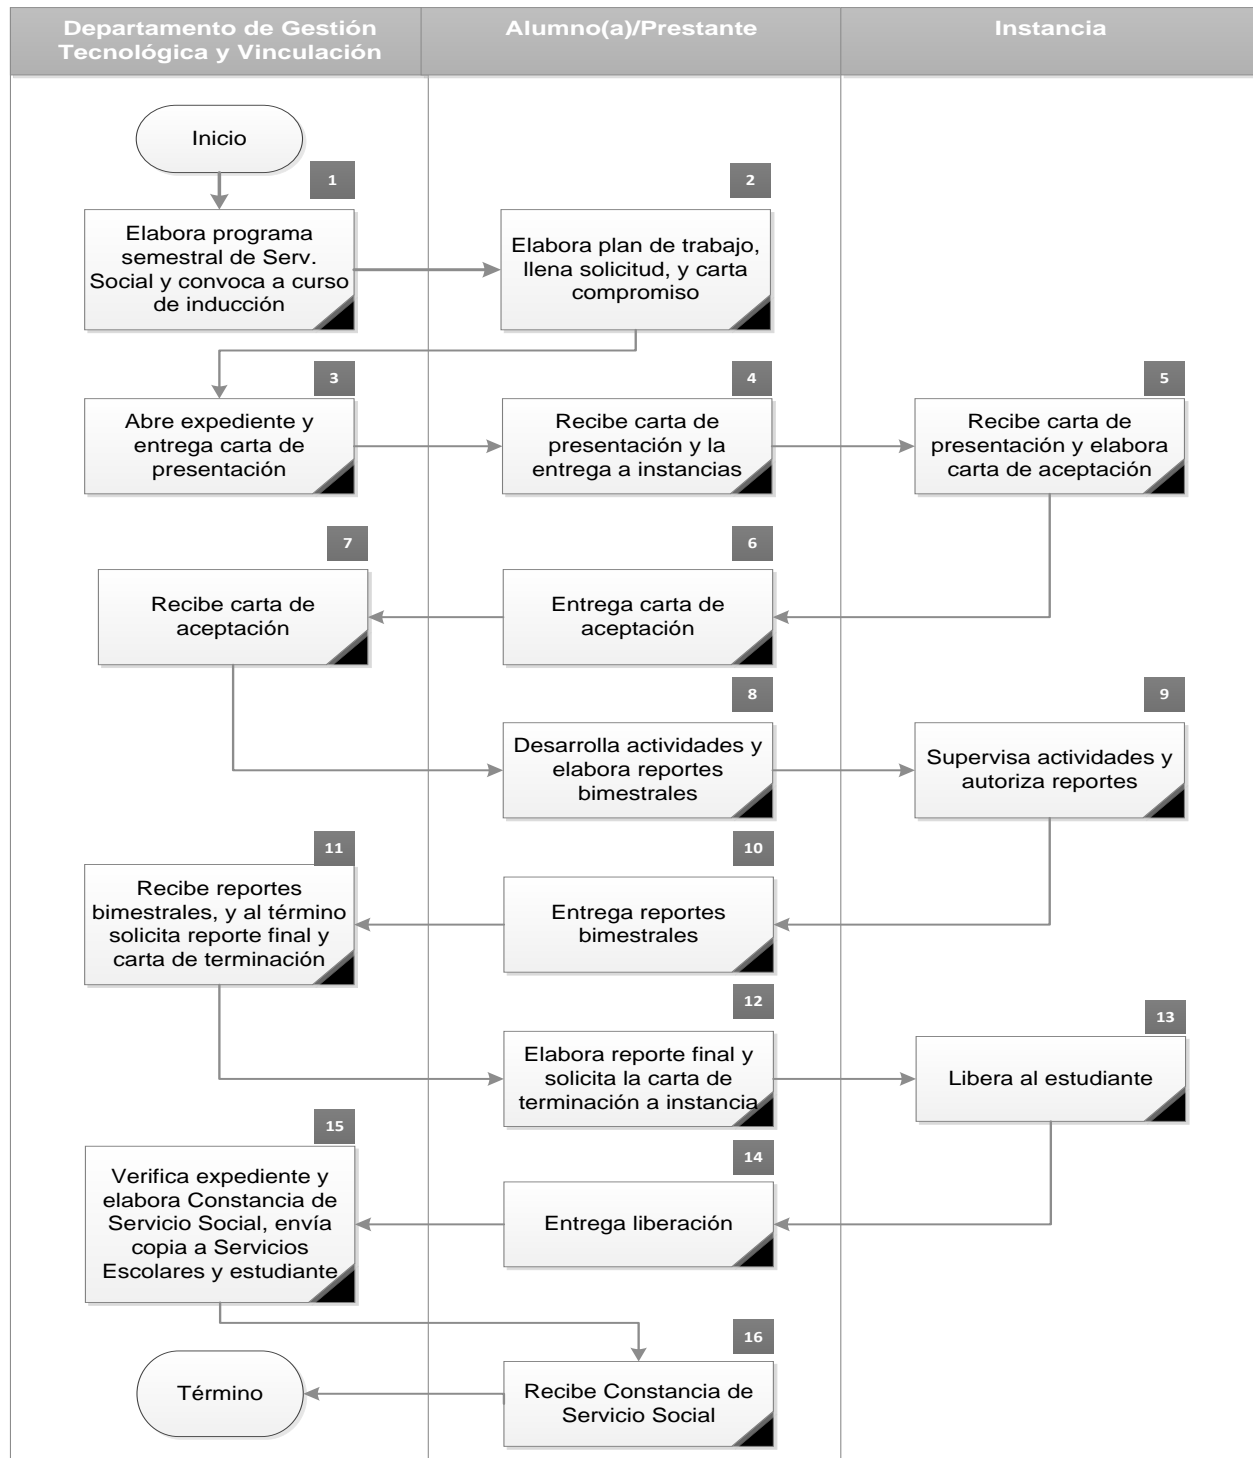 Departamento de Gestión
Tecnológica y Vinculación
Alumno(a)/Prestante
Instancia
Inicio
1
Elabora programa
semestral de Serv.
Social y convoca a curso
de inducción
2
Elabora plan de trabajo,
llena solicitud, y carta
compromiso
3
Abre expediente y
entrega carta de
presentación
4
Recibe carta de
presentación y la
entrega a instancias
5
Recibe carta de
presentación y elabora
carta de aceptación
7
Recibe carta de
aceptación
6
Entrega carta de
aceptación
8
Desarrolla actividades y
elabora reportes
bimestrales
9
Supervisa actividades y
autoriza reportes
11
Recibe reportes
bimestrales, y al término
solicita reporte final y
carta de terminación
10
Entrega reportes
bimestrales
12
Elabora reporte final y
solicita la carta de
terminación a instancia
13
Libera al estudiante
15
Verifica expediente y
elabora Constancia de
Servicio Social, envía
copia a Servicios
Escolares y estudiante
14
Entrega liberación
16
Recibe Constancia de
Servicio Social
Término